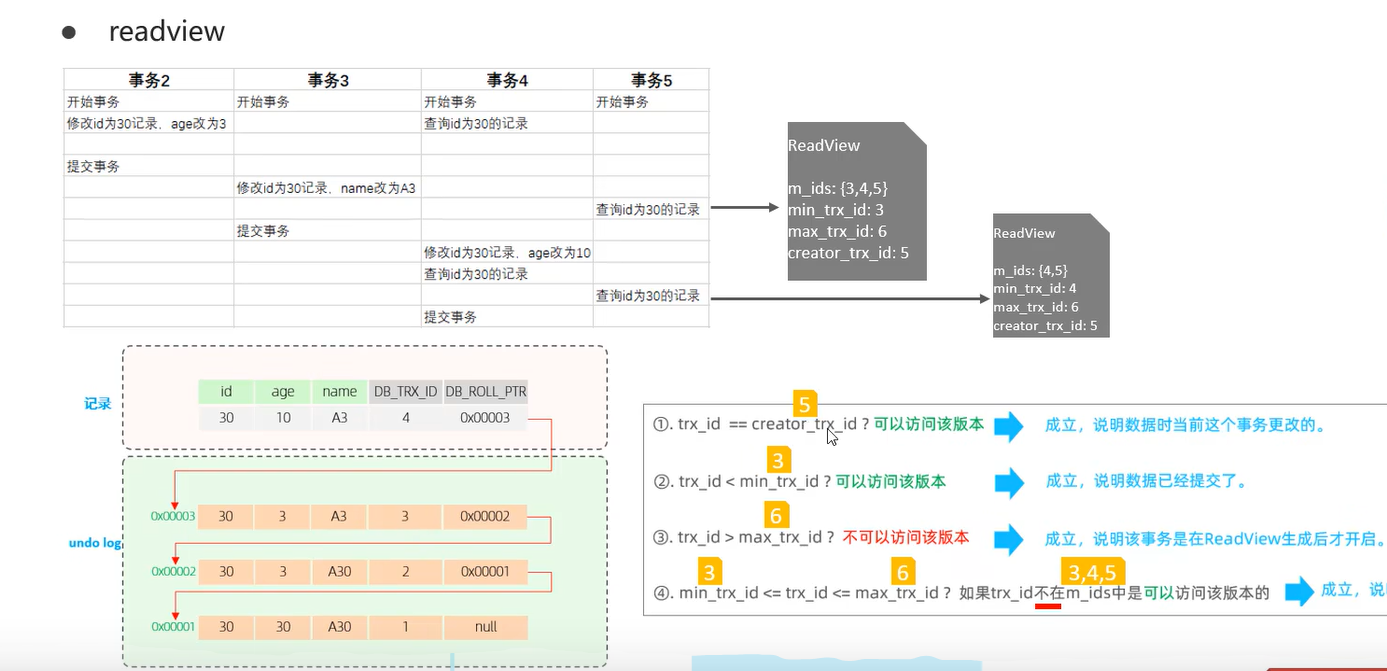 ● readview
事务2 事务3 事务4 事务5
开始事务 开始事务 开始事务 开始事务
修改id为30记录，age改为3 查询id为30的记录
提交事务
修改id为30记录，name改为A3
查询id为30的记录
提交事务
修改id为30记录，age改为10
查询id为30的记录
查询id为30的记录
提交事务
ReadView
m_ids: {3,4,5}
min_trx_id: 3
max_trx_id: 6
creator_trx_id: 5
ReadView
m_ids: {4,5}
min_trx_id: 4
max_trx_id: 6
creator_trx_id: 5
记录
id age name DB_TRX_ID DB_ROLL_PTR
30 10 A3 4 0x00003
undo log
0x00003 30 3 A3 3 0x00002
0x00002 30 3 A30 2 0x00001
0x00001 30 30 A30 1 null
5
①. trx_id == creator_trx_id ? 可以访问该版本 成立，说明数据时当前这个事务更改的。
3
②. trx_id < min_trx_id ? 可以访问该版本 成立，说明数据已经提交了。
6
③. trx_id > max_trx_id ? 不可以访问该版本 成立，说明该事务是在ReadView生成后才开启。
3 6 3,4,5
④. min_trx_id <= trx_id <= max_trx_id ? 如果trx_id不在m_ids中是可以访问该版本的 成立，说